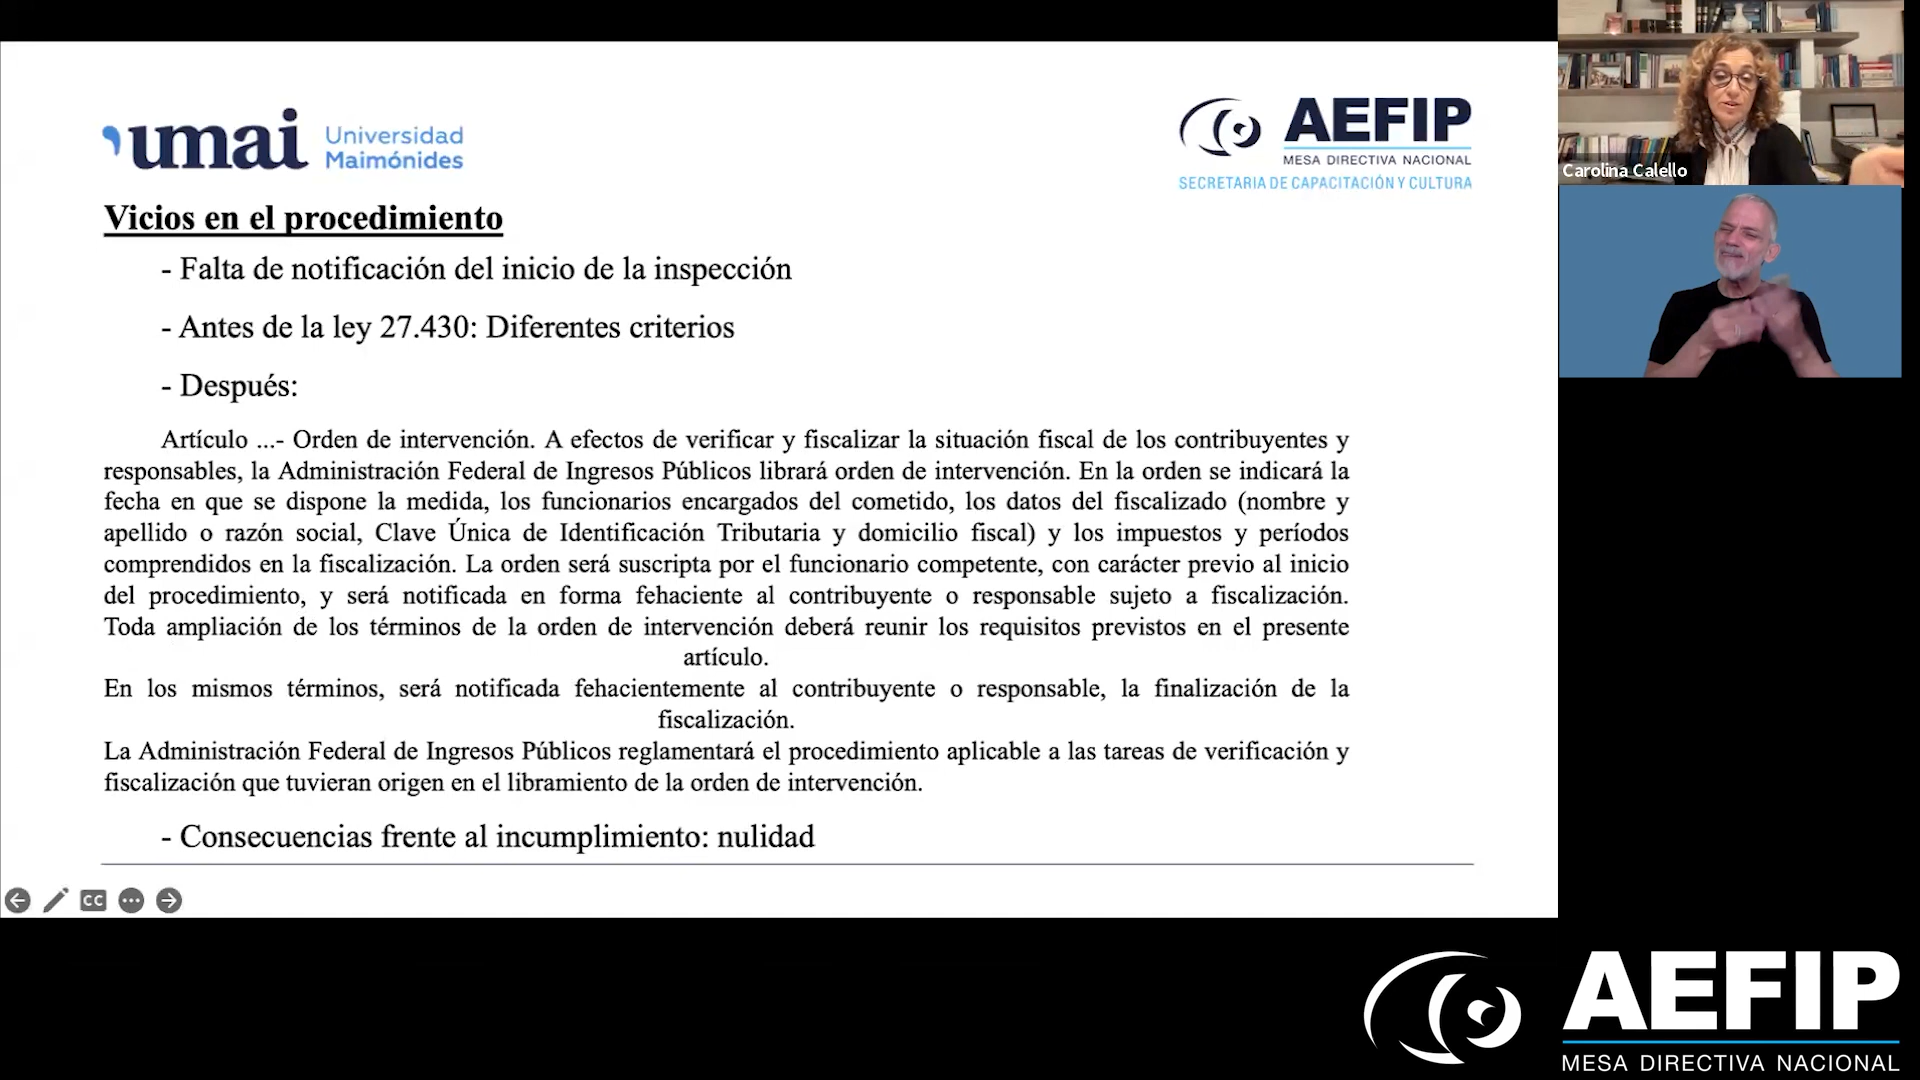 umai Universidad
Maimónides
AEFIP
MESA DIRECTIVA NACIONAL
SECRETARIA DE CAPACITACIÓN Y CULTURA
Vicios en el procedimiento
- Falta de notificación del inicio de la inspección
- Antes de la ley 27.430: Diferentes criterios
- Después:
Artículo ...- Orden de intervención. A efectos de verificar y fiscalizar la situación fiscal de los contribuyentes y
responsables, la Administración Federal de Ingresos Públicos librará orden de intervención. En la orden se indicará la
fecha en que se dispone la medida, los funcionarios encargados del cometido, los datos del fiscalizado (nombre y
apellido o razón social, Clave Única de Identificación Tributaria y domicilio fiscal) y los impuestos y períodos
comprendidos en la fiscalización. La orden será suscripta por el funcionario competente, con carácter previo al inicio
del procedimiento, y será notificada en forma fehaciente al contribuyente o responsable sujeto a fiscalización.
Toda ampliación de los términos de la orden de intervención deberá reunir los requisitos previstos en el presente
artículo.
En los mismos términos, será notificada fehacientemente al contribuyente o responsable, la finalización de la
fiscalización.
La Administración Federal de Ingresos Públicos reglamentará el procedimiento aplicable a las tareas de verificación y
fiscalización que tuvieran origen en el libramiento de la orden de intervención.
- Consecuencias frente al incumplimiento: nulidad
CC
Carolina Calello
AEFIP
MESA DIRECTIVA NACIONAL